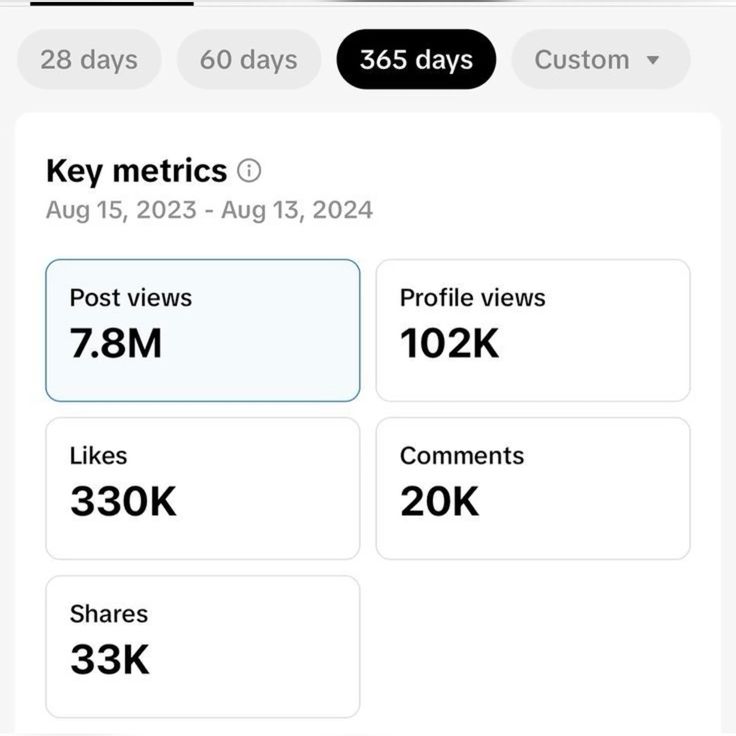 28 days 60 days 365 days Custom
Key metrics
Aug 15, 2023 - Aug 13, 2024
Post views
7.8M
Profile views
102K
Likes
330K
Comments
20K
Shares
33K